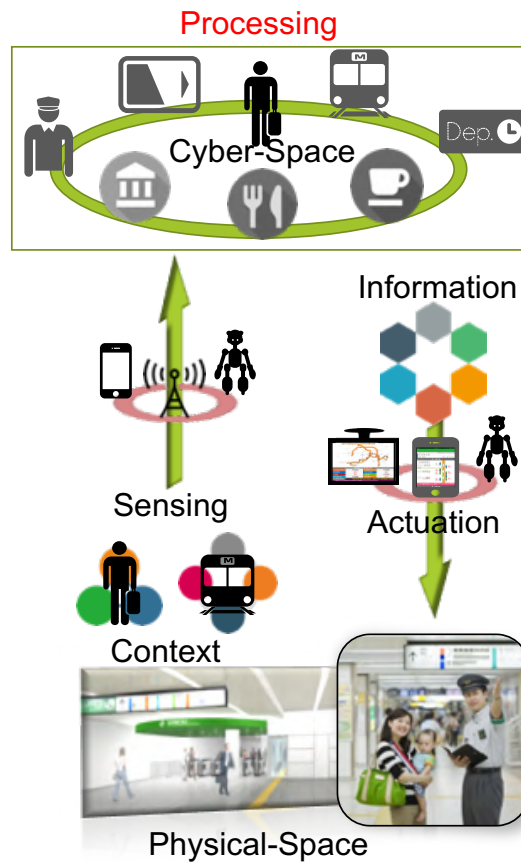 Processing
M
Dep.
Cyber-Space
Information
Sensing
Actuation
M
Context
Physical-Space